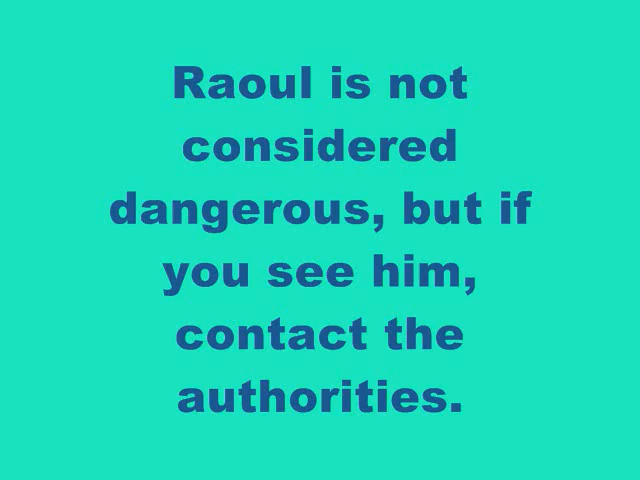 Raoul is not
considered
dangerous, but if
you see him,
contact the
authorities.